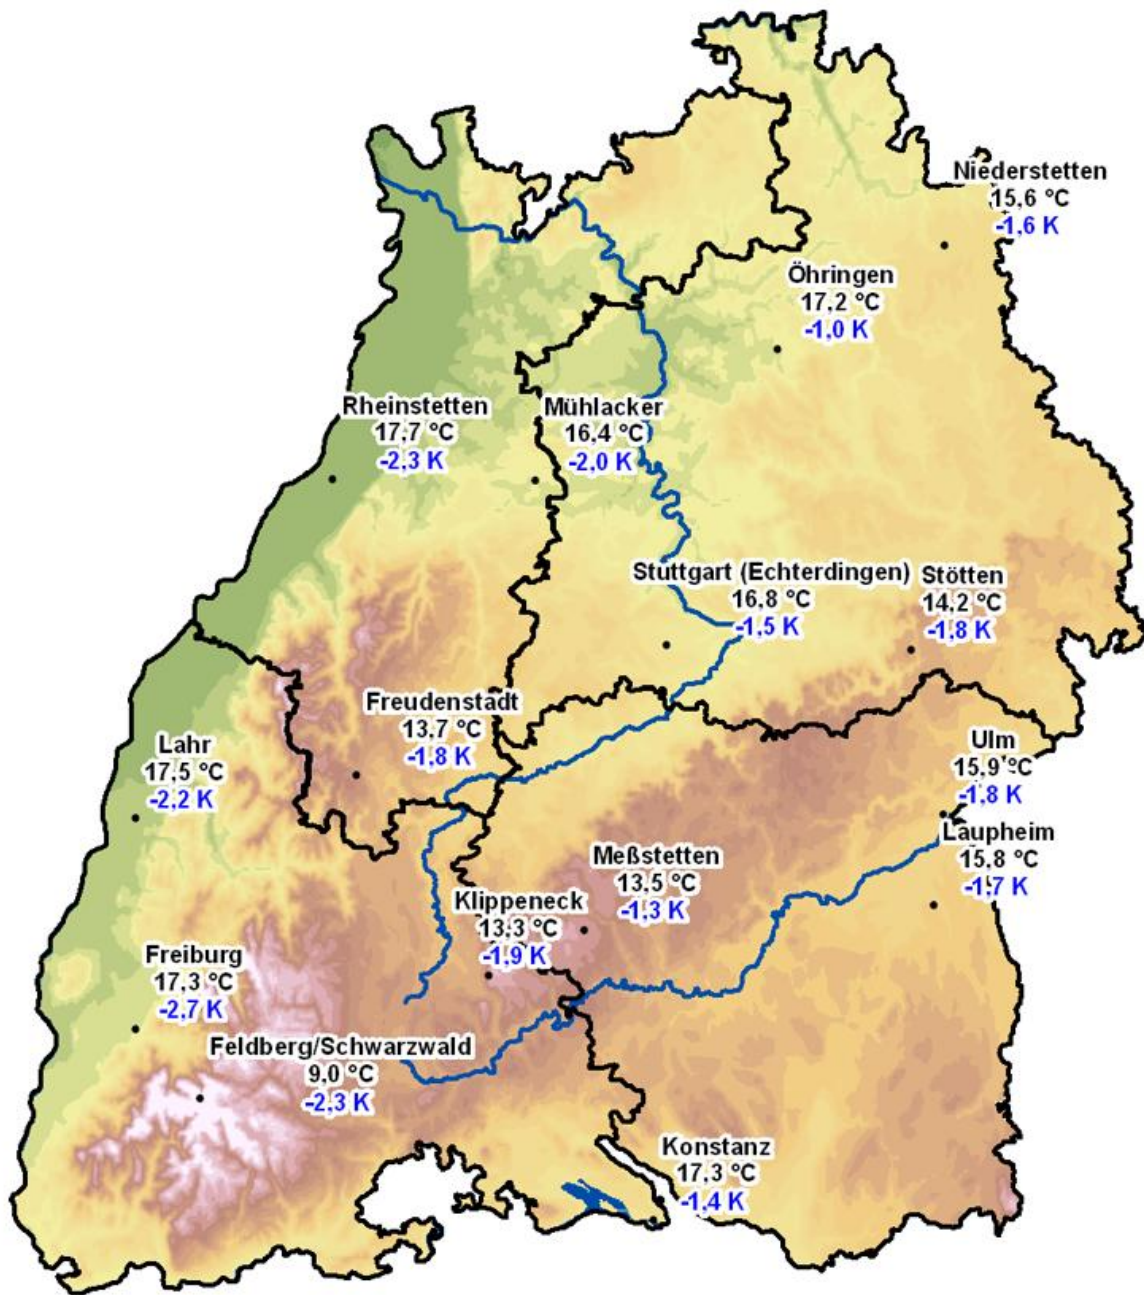 Niederstetten
15,6 °C
-1,6 K
Öhringen
17,2 °C
-1,0 K
Rheinstetten
17,7 °C
-2,3 K
Mühlacker
16,4 °C
-2,0 K
Stuttgart (Echterdingen)
16,8 °C
-1,5 K
Stötten
14,2 °C
-1,8 K
Freudenstadt
13,7 °C
-1,8 K
Lahr
17,5 °C
-2,2 K
Ulm
15,9 °C
-1,8 K
Laupheim
15,8 °C
-1,7 K
Meßstetten
13,5 °C
-1,3 K
Klippeneck
13,3 °C
-1,9 K
Freiburg
17,3 °C
-2,7 K
Feldberg/Schwarzwald
9,0 °C
-2,3 K
Konstanz
17,3 °C
-1,4 K